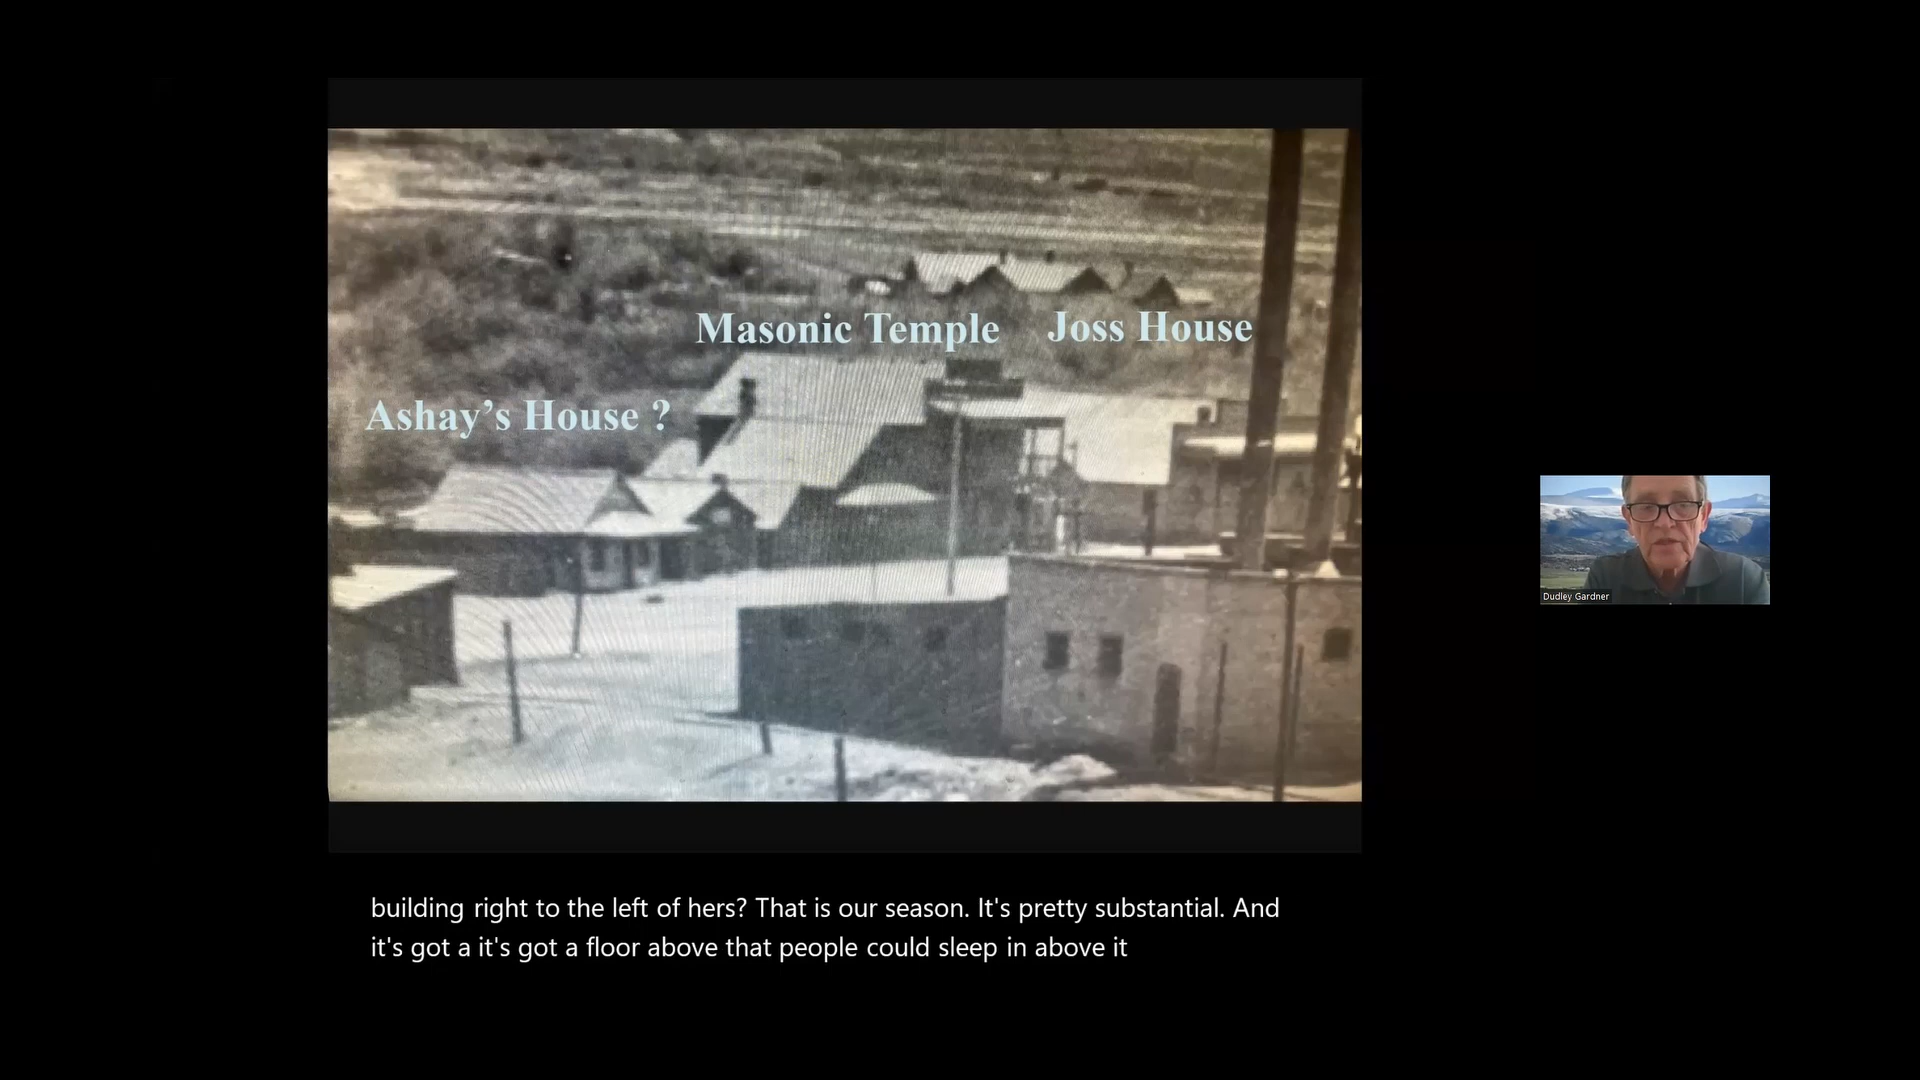 Masonic Temple
Joss House
Ashay's House ?
Dudley Gardner
building right to the left of hers? That is our season. It's pretty substantial. And
it's got a it's got a floor above that people could sleep in above it